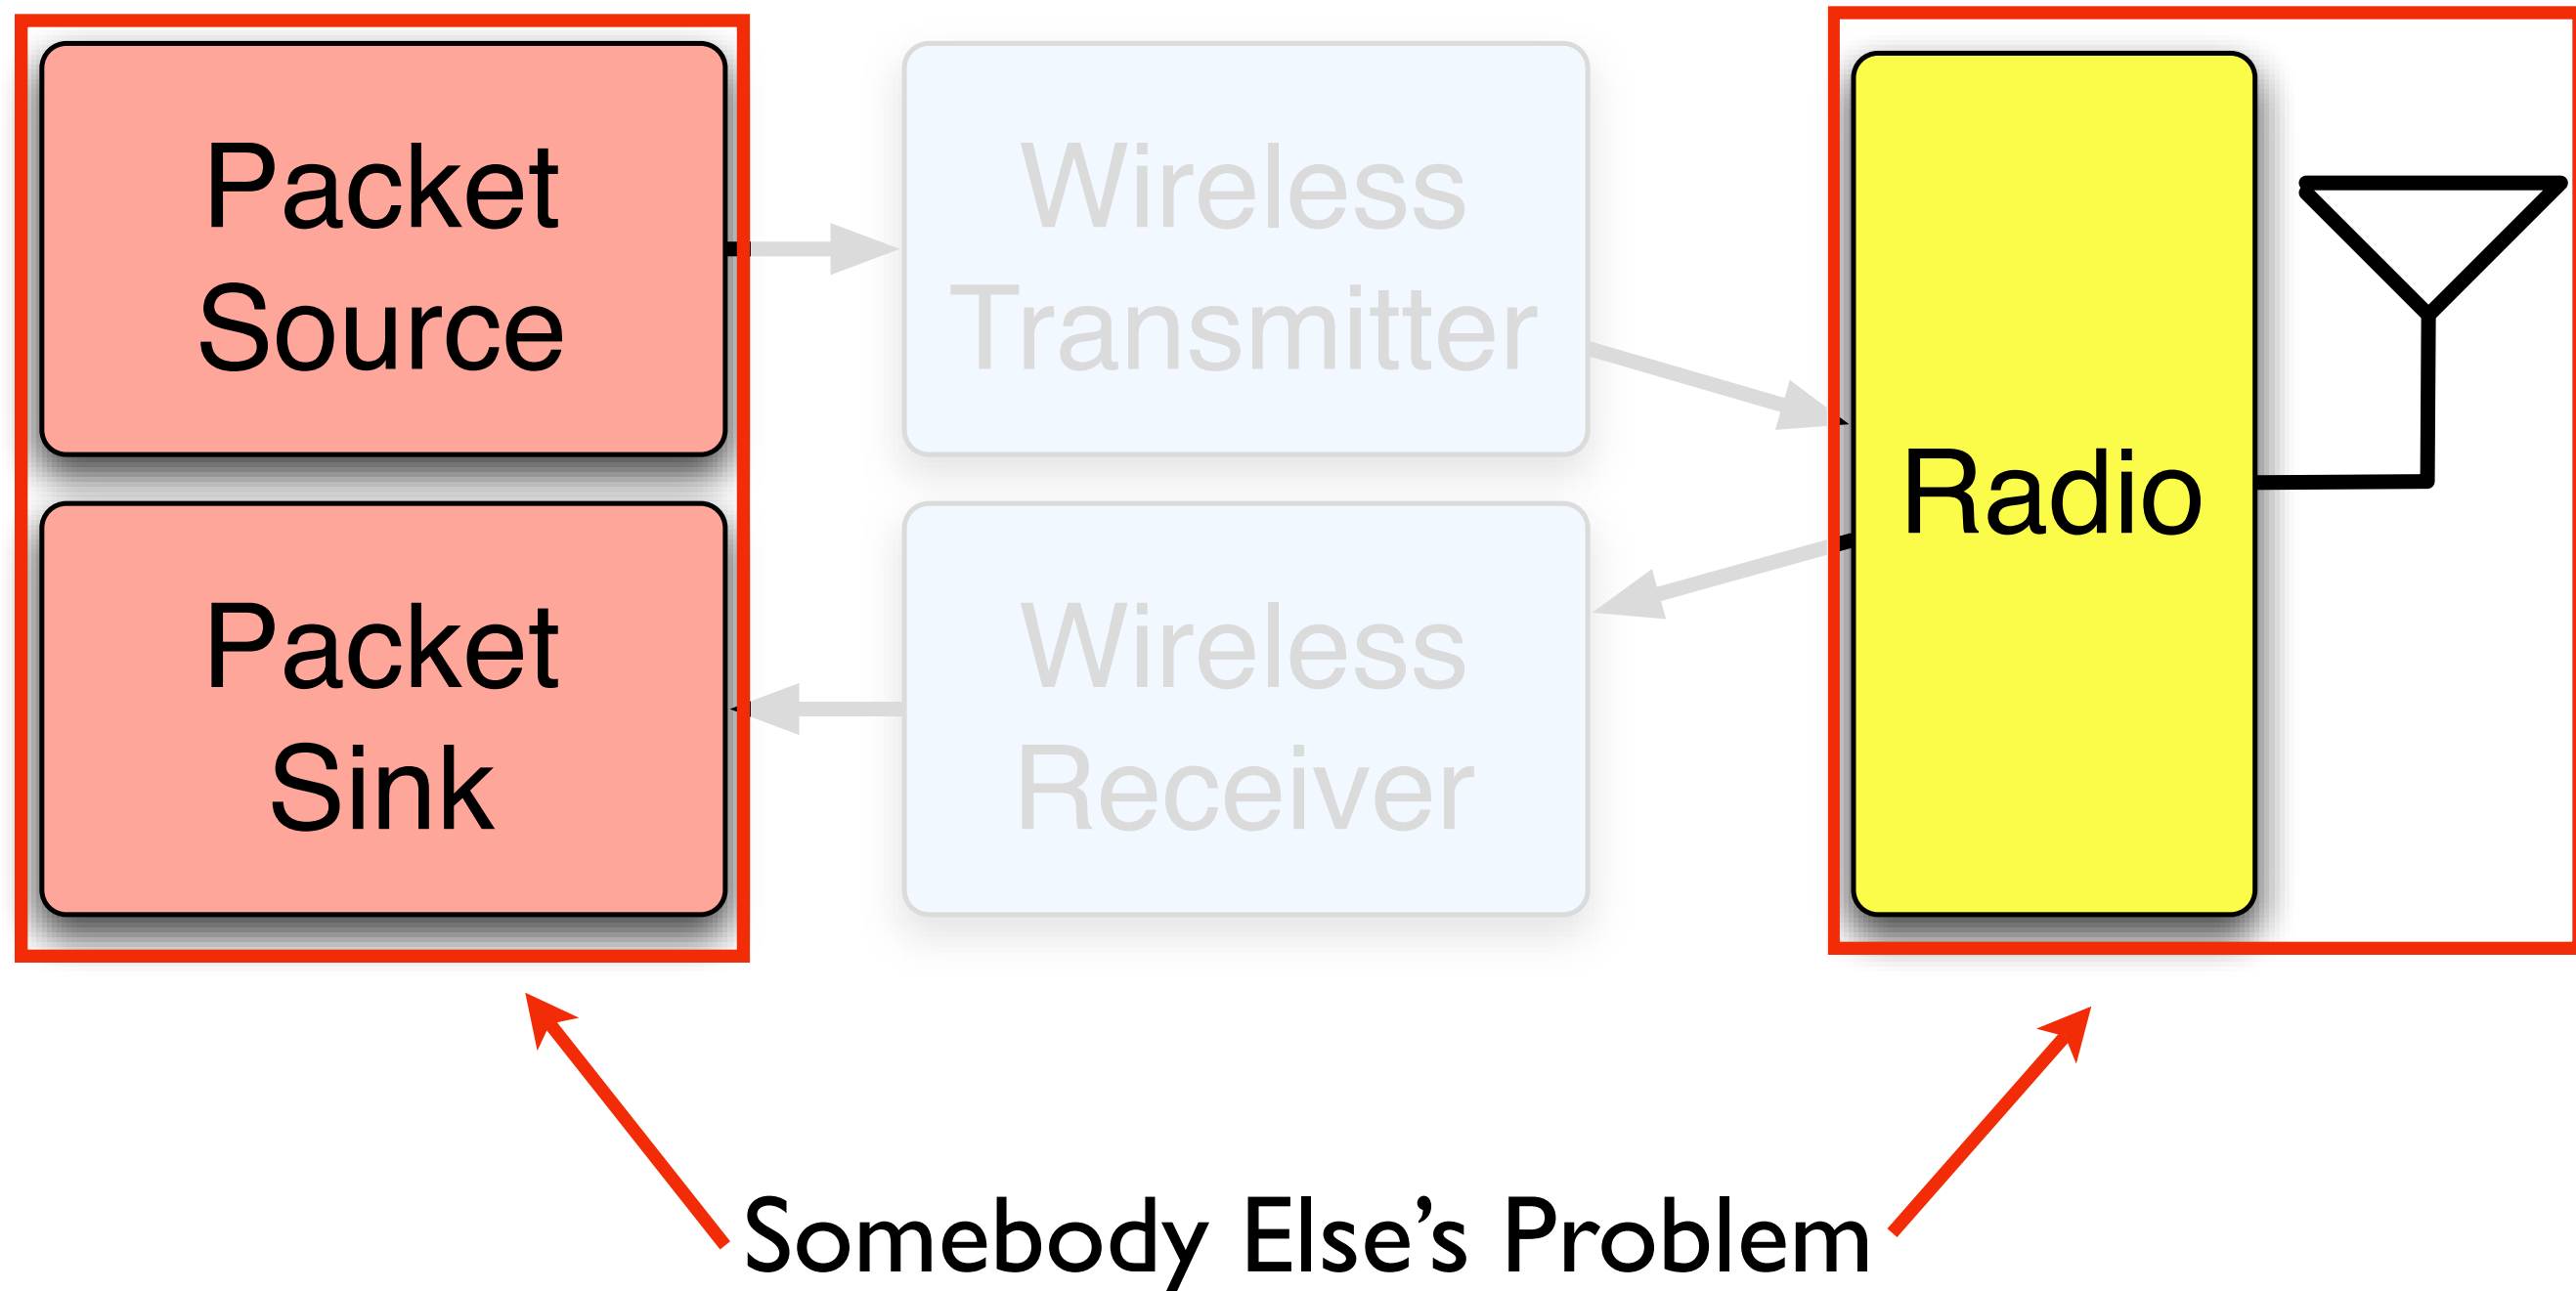 Packet
Source
Wireless
Transmitter
Radio
Packet
Sink
Wireless
Receiver
Somebody Else’s Problem